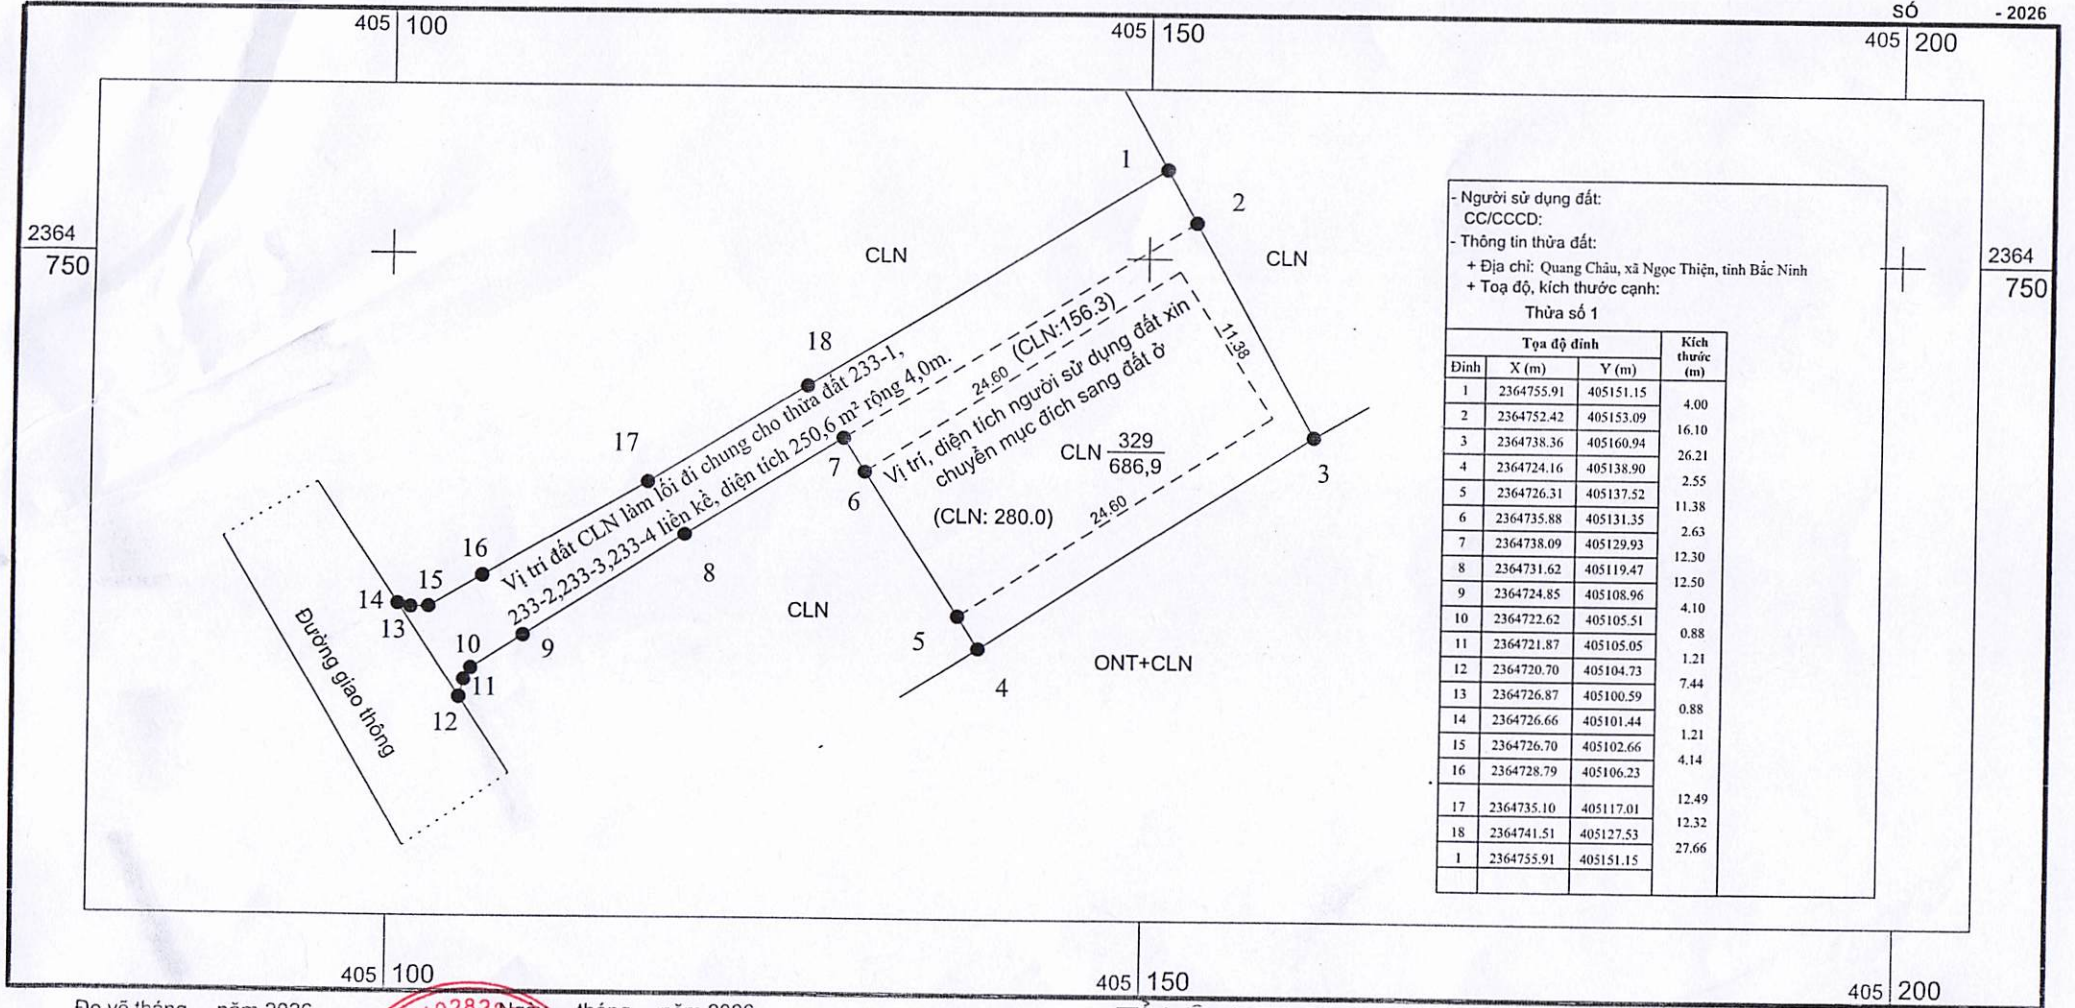 SỐ - 2026
405 100
405 150
405 200
2364
750
2364
750
1
2
CLN
CLN
18
(CLN:156.3)
24.60
11.38
Vị trí đất CLN làm lối đi chung cho thửa đất 233-1,
233-2,233-3,233-4 liền kề, diện tích 250,6 m² rộng 4,0m.
Vị trí, diện tích người sử dụng đất xin
chuyển mục đích sang đất ở
17
7
6
CLN 329
686,9
3
(CLN: 280.0)
24.60
16
15
14
13
8
CLN
10
9
11
12
5
4
ONT+CLN
Đường giao thông
- Người sử dụng đất:
CC/CCCD:
- Thông tin thửa đất:
+ Địa chỉ: Quang Châu, xã Ngọc Thiện, tỉnh Bắc Ninh
+ Toạ độ, kích thước cạnh:
Thửa số 1
Tọa độ đỉnh Kích thước (m)
Đỉnh X (m) Y (m)
1 2364755.91 405151.15
4.00
2 2364752.42 405153.09
16.10
3 2364738.36 405160.94
26.21
4 2364724.16 405138.90
2.55
5 2364726.31 405137.52
11.38
6 2364735.88 405131.35
2.63
7 2364738.09 405129.93
12.30
8 2364731.62 405119.47
12.50
9 2364724.85 405108.96
4.10
10 2364722.62 405105.51
0.88
11 2364721.87 405105.05
1.21
12 2364720.70 405104.73
7.44
13 2364726.87 405100.59
0.88
14 2364726.66 405101.44
1.21
15 2364726.70 405102.66
4.14
16 2364728.79 405106.23
12.49
17 2364735.10 405117.01
12.32
18 2364741.51 405127.53
27.66
1 2364755.91 405151.15
405 100
405 150
405 200